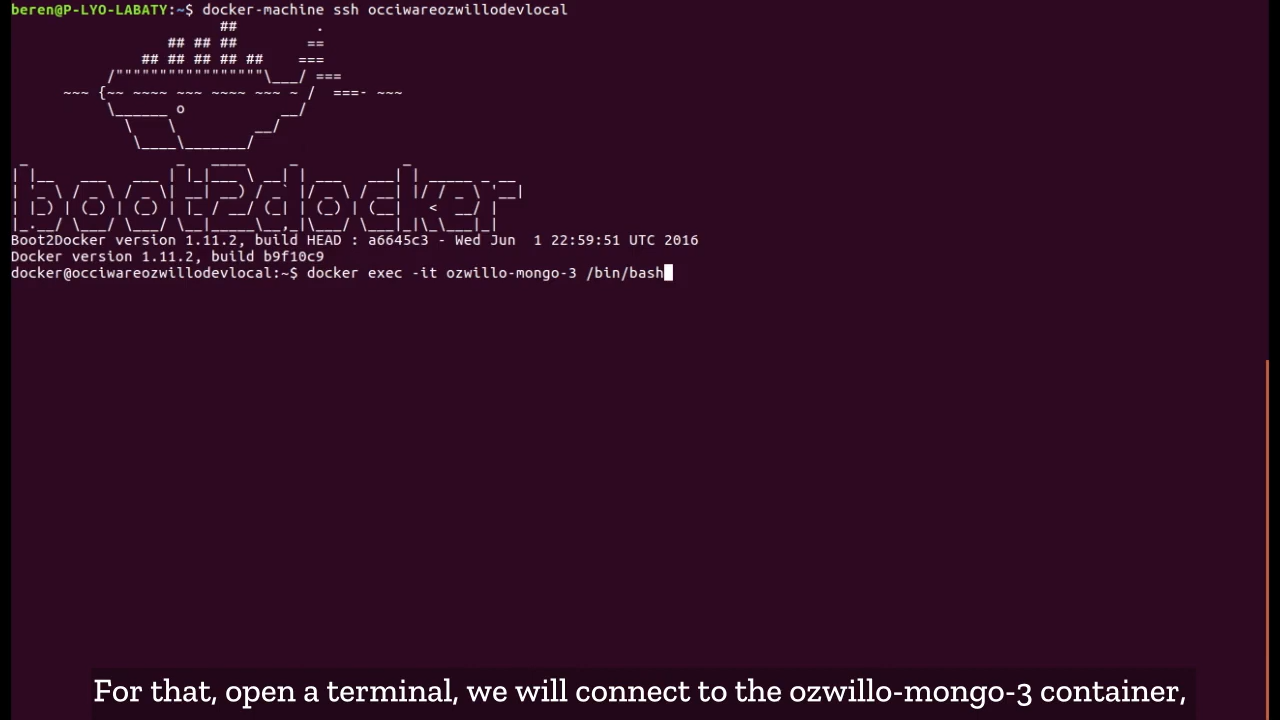 beren@P-LYO-LABATY:~$ docker-machine ssh occiwareozwillodevlocal
boot2docker
Boot2Docker version 1.11.2, build HEAD : a6645c3 - Wed Jun  1 22:59:51 UTC 2016
Docker version 1.11.2, build b9f10c9
docker@occiwareozwillodevlocal:~$ docker exec -it ozwillo-mongo-3 /bin/bash
For that, open a terminal, we will connect to the ozwillo-mongo-3 container,